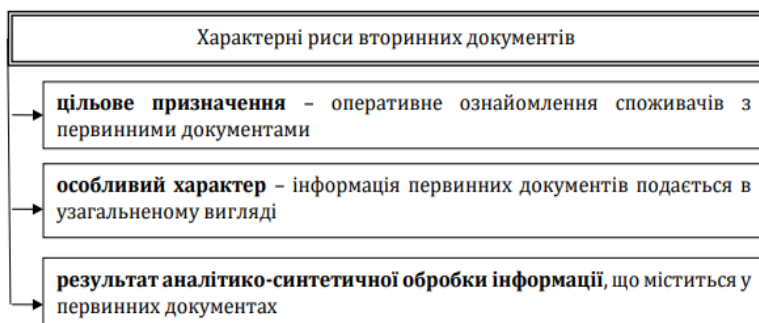 Характерні риси вторинних документів
цільове призначення – оперативне ознайомлення споживачів з
первинними документами
особливий характер – інформація первинних документів подається в
узагальненому вигляді
результат аналітико-синтетичної обробки інформації, що міститься у
первинних документах